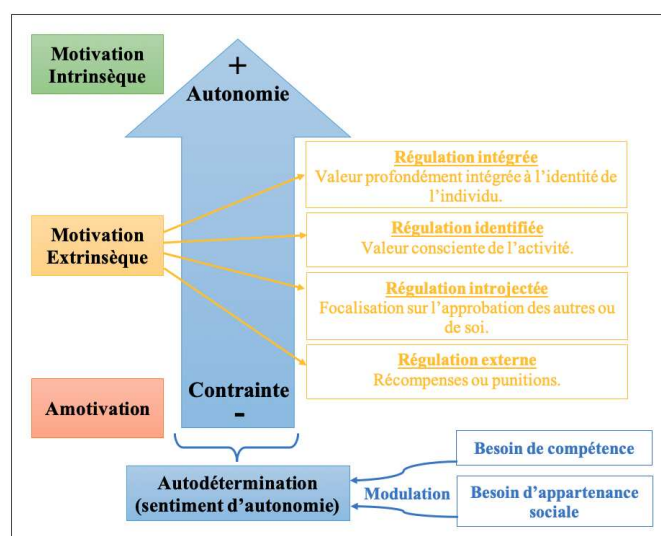 Motivation
Intrinsèque
+
Autonomie
Régulation intégrée
Valeur profondément intégrée à l'identité de
l'individu.
Motivation
Extrinsèque
Régulation identifiée
Valeur consciente de l'activité.
Régulation introjectée
Focalisation sur l'approbation des autres ou
de soi.
Régulation externe
Récompenses ou punitions.
Amotivation
Contrainte
-
Autodétermination
(sentiment d'autonomie)
Modulation
Besoin de compétence
Besoin d'appartenance
sociale